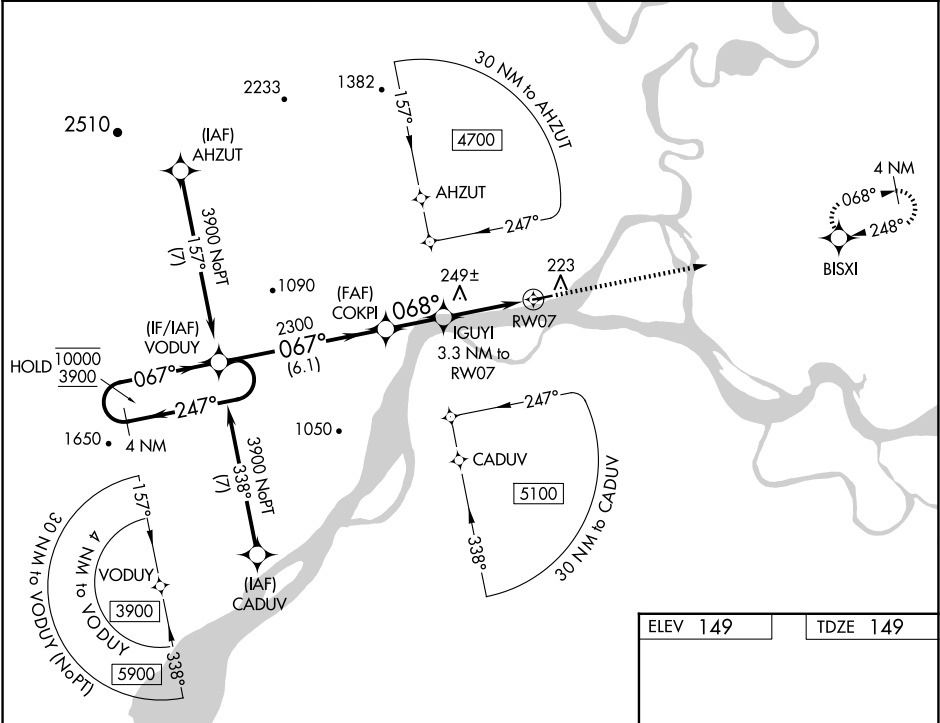 2233
1382
2510
(IAF)
AHZUT
3900 NoPT
157°
(7)
30 NM to AHZUT
157°
4700
AHZUT
247°
4 NM
068°
248°
BISXI
1090
(IF/IAF)
VODUY
2300
067°
(6.1)
(FAF)
COKPI
068°
249±
IGUYI
3.3 NM to
RW07
223
RW07
HOLD
10000
3900
067°
247°
4 NM
1650
1050
3900 NoPT
338°
(7)
(IAF)
CADUV
247°
CADUV
5100
338°
30 NM to CADUV
157°
30 NM to VODUY (NoPT)
4 NM to VODUY
VODUY
3900
5900
338°
ELEV 149
TDZE 149